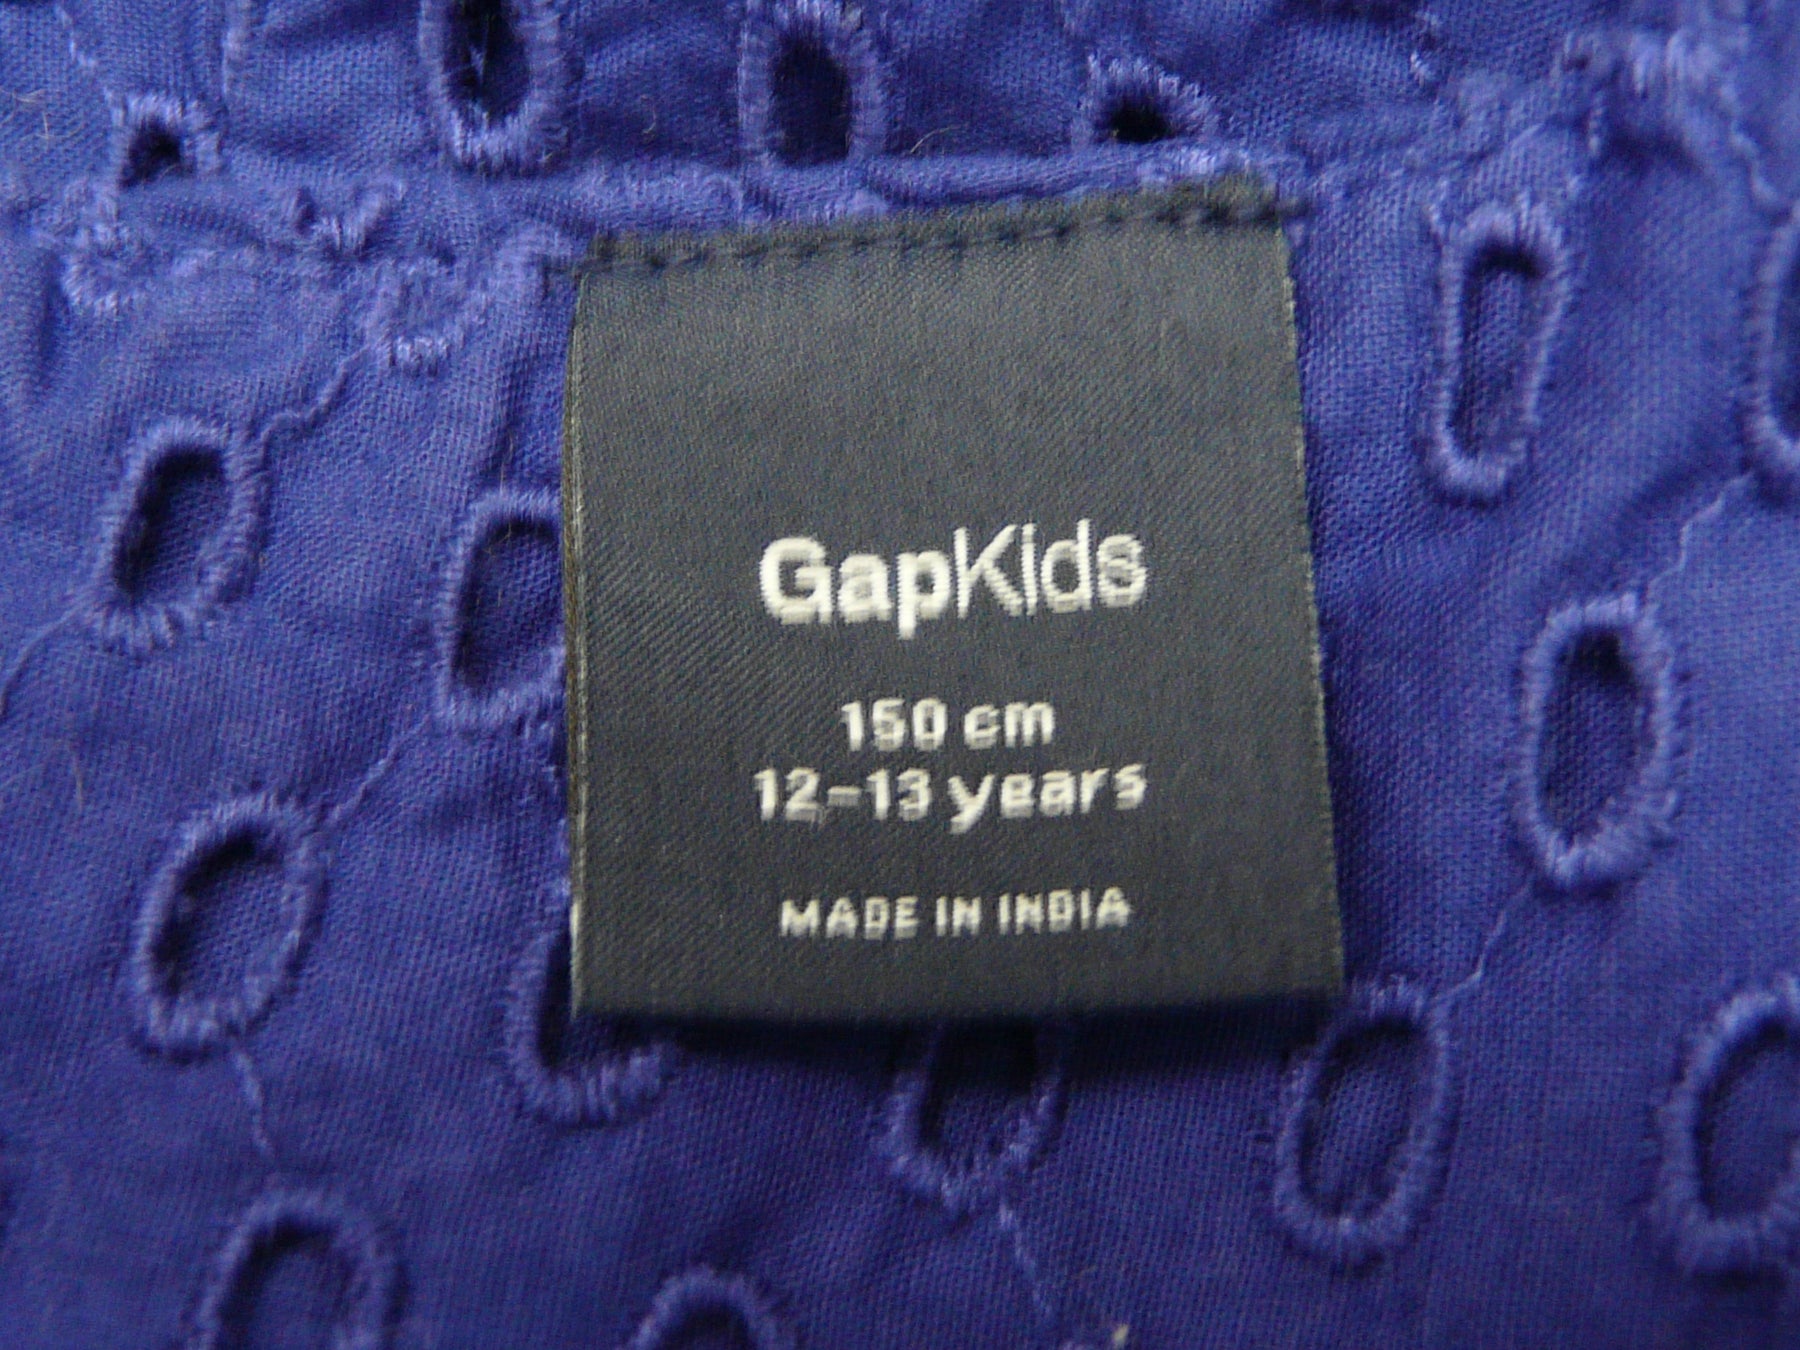 GapKids
150 cm
12-13 years
MADE IN INDIA